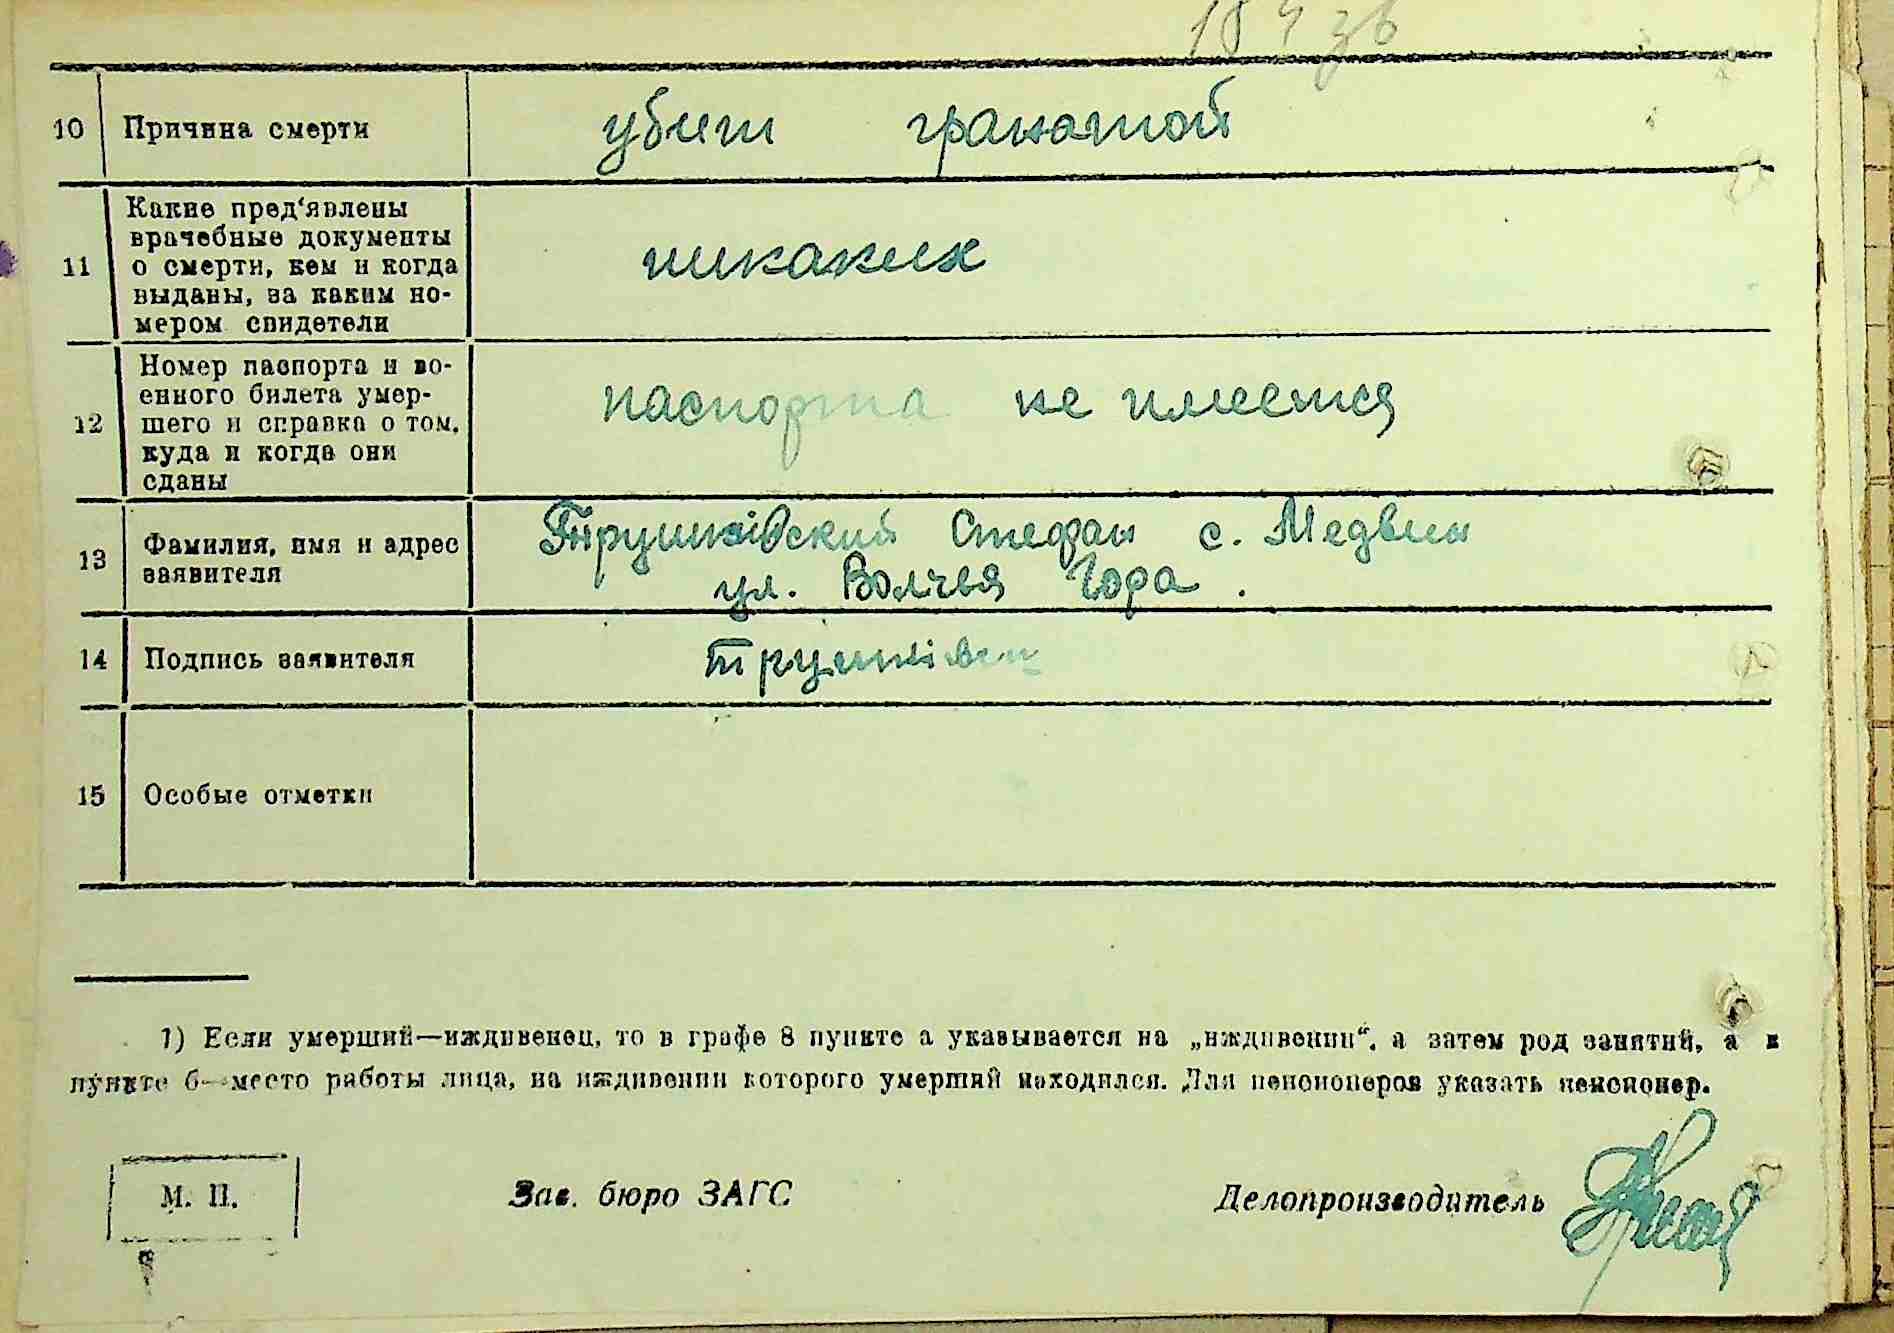 184 зв
10 Причина смерти убит гранатой
11 Какие пред‘явлены
врачебные документы
о смерти, кем и когда
выданы, за каким но-
мером свидетели
никаких
12 Номер паспорта и во-
енного билета умер-
шего и справка о том,
куда и когда они
сданы
паспорта не имеется
13 Фамилия, имя и адрес
заявителя
Трушківский Стефан с. Медвин
ул. Волчья Гора.
14 Подпись заявителя
15 Особые отметки
1) Если умерший—иждивенец, то в графе 8 пункте а указывается на „иждивении“, а затем род занятий, а в
пункте б—место работы лица, на иждивении которого умерший находился. Для пенсионеров указать пенсионер.
М. П. Зав. бюро ЗАГС Делопроизводитель